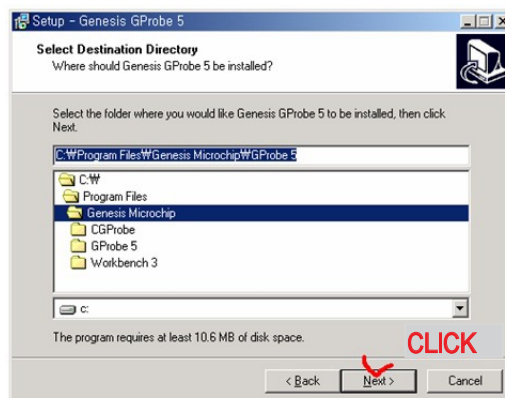 Setup - Genesis GProbe 5
Select Destination Directory
Where should Genesis GProbe 5 be installed?
Select the folder where you would like Genesis GProbe 5 to be installed, then click
Next.
C:₩Program Files₩Genesis Microchip₩GProbe 5
C:₩
Program Files
Genesis Microchip
CGProbe
GProbe 5
Workbench 3
c:
The program requires at least 10.6 MB of disk space.
CLICK
< Back
Next >
Cancel